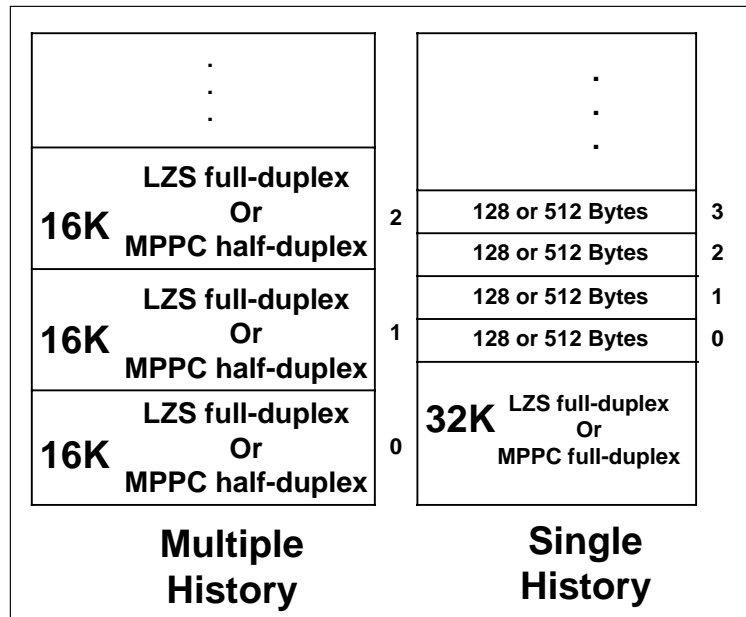 .
.
.
16K
LZS full-duplex
Or
MPPC half-duplex
2
16K
LZS full-duplex
Or
MPPC half-duplex
1
16K
LZS full-duplex
Or
MPPC half-duplex
0
Multiple
History
.
.
.
128 or 512 Bytes 3
128 or 512 Bytes 2
128 or 512 Bytes 1
128 or 512 Bytes 0
32K
LZS full-duplex
Or
MPPC full-duplex
Single
History